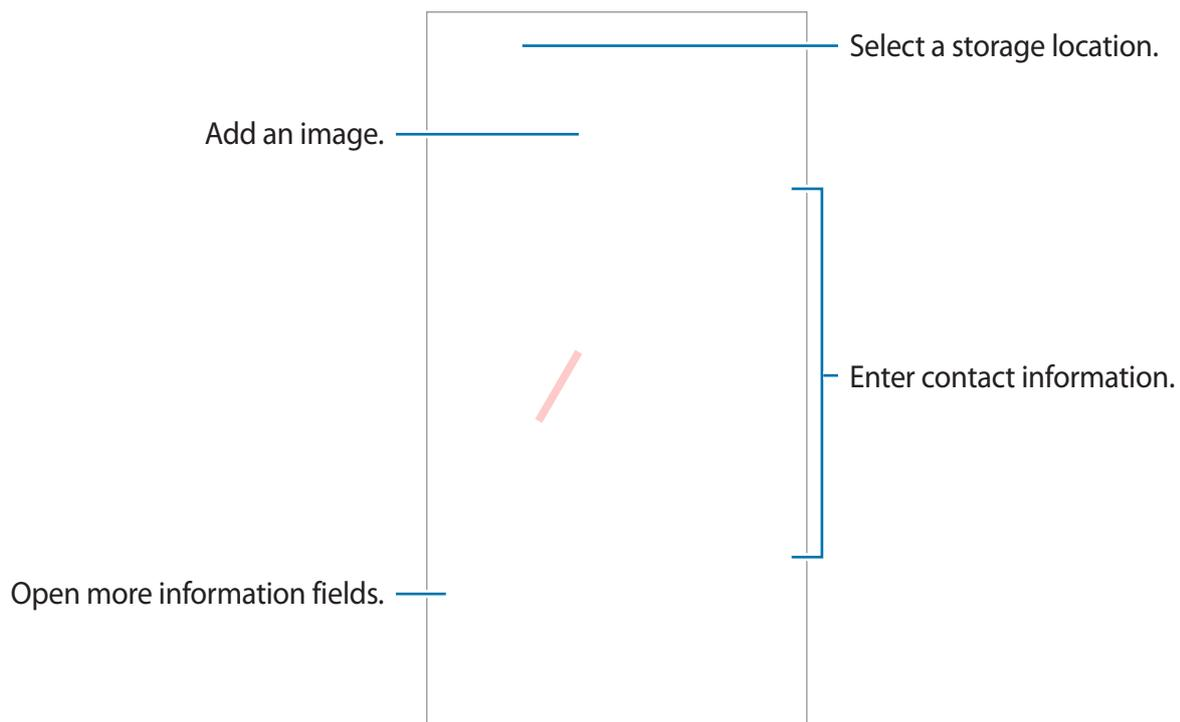 Select a storage location.
Add an image.
Enter contact information.
Open more information fields.